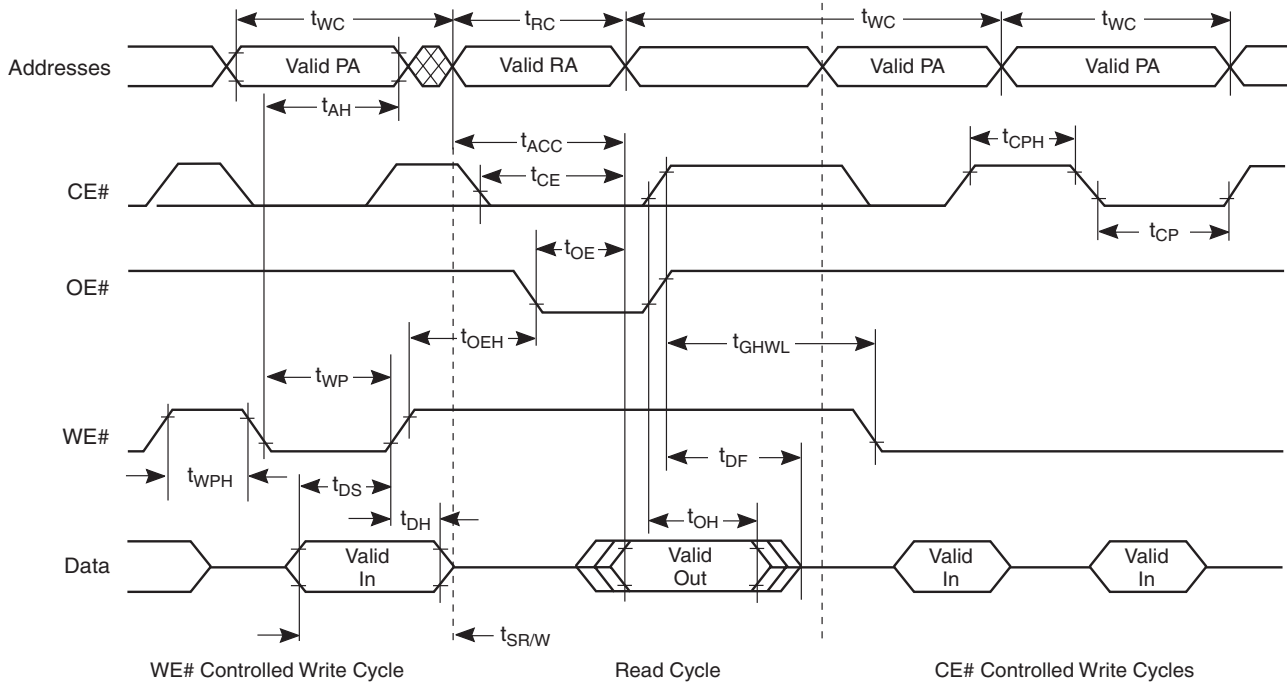 tWC tRC tWC tWC
Addresses Valid PA Valid RA Valid PA Valid PA
tAH
tACC tCPH
CE# tCE
tOE tCP
OE#
tOEH tGHWL
tWP
WE#
tWPH tDS tDF
tDH tOH
Data Valid In Valid Out Valid In Valid In
tSR/W
WE# Controlled Write Cycle Read Cycle CE# Controlled Write Cycles